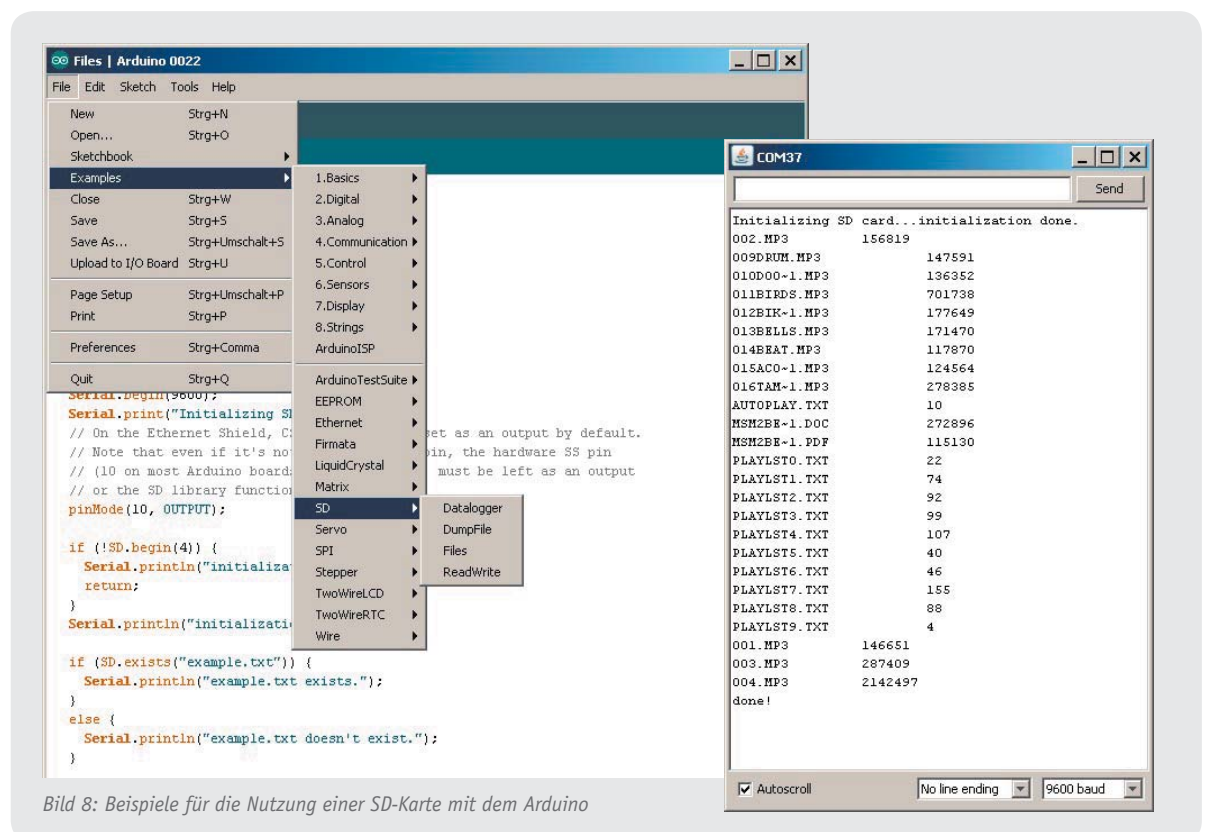 Files | Arduino 0022
File Edit Sketch Tools Help
New Strg+N
Open... Strg+O
Sketchbook
Examples
Close Strg+W
Save Strg+S
Save As... Strg+Umschalt+S
Upload to I/O Board Strg+U
Page Setup Strg+Umschalt+P
Print Strg+P
Preferences Strg+Comma
Quit Strg+Q
1.Basics
2.Digital
3.Analog
4.Communication
5.Control
6.Sensors
7.Display
8.Strings
ArduinoISP
ArduinoTestSuite
EEPROM
Ethernet
Firmata
LiquidCrystal
Matrix
SD
Servo
SPI
Stepper
TwoWireLCD
TwoWireRTC
Wire
Datalogger
DumpFile
Files
ReadWrite
Serial.begin(9600);
Serial.print("Initializing S
// On the Ethernet Shield, C set as an output by default.
// Note that even if it's no pin, the hardware SS pin
// (10 on most Arduino board must be left as an output
// or the SD library function
pinMode(10, OUTPUT);
if (!SD.begin(4)) {
Serial.println("initializa
return;
}
Serial.println("initializati
if (SD.exists("example.txt")) {
Serial.println("example.txt exists.");
}
else {
Serial.println("example.txt doesn't exist.");
}
COM37
Send
Initializing SD card...initialization done.
002.MP3 156819
009DRUM.MP3 147591
010DOO~1.MP3 136352
011BIRDS.MP3 701738
012BIK~1.MP3 177649
013BELLS.MP3 171470
014BEAT.MP3 117870
015ACO~1.MP3 124564
016TAM~1.MP3 278385
AUTOPLAY.TXT 10
MSM2BE~1.DOC 272896
MSM2BE~1.PDF 115130
PLAYLST0.TXT 22
PLAYLST1.TXT 74
PLAYLST2.TXT 92
PLAYLST3.TXT 99
PLAYLST4.TXT 107
PLAYLST5.TXT 40
PLAYLST6.TXT 46
PLAYLST7.TXT 155
PLAYLST8.TXT 88
PLAYLST9.TXT 4
001.MP3 146651
003.MP3 287409
004.MP3 2142497
done!
Autoscroll No line ending 9600 baud
Bild 8: Beispiele für die Nutzung einer SD-Karte mit dem Arduino